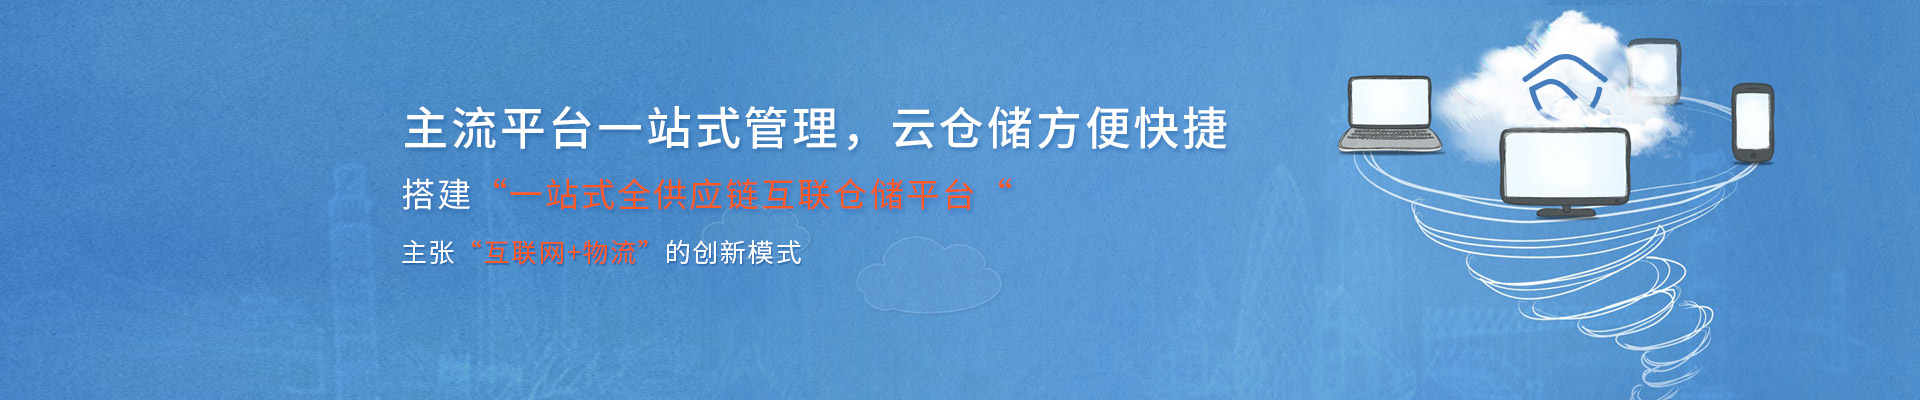 主流平台一站式管理，云仓储方便快捷
搭建“一站式全供应链互联仓储平台“
主张“互联网+物流”的创新模式